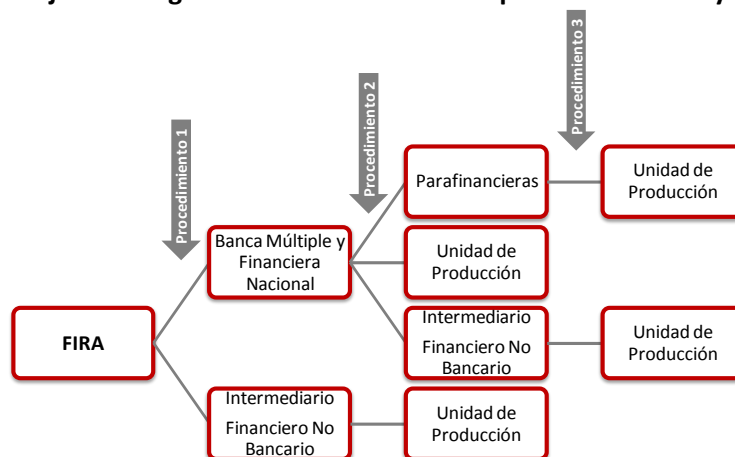 Procedimiento 3
Procedimiento 2
Procedimiento 1
Parafinancieras
Unidad de
Producción
Banca Múltiple y
Financiera
Nacional
Unidad de
Producción
FIRA
Intermediario
Financiero No
Bancario
Unidad de
Producción
Intermediario
Financiero No
Bancario
Unidad de
Producción